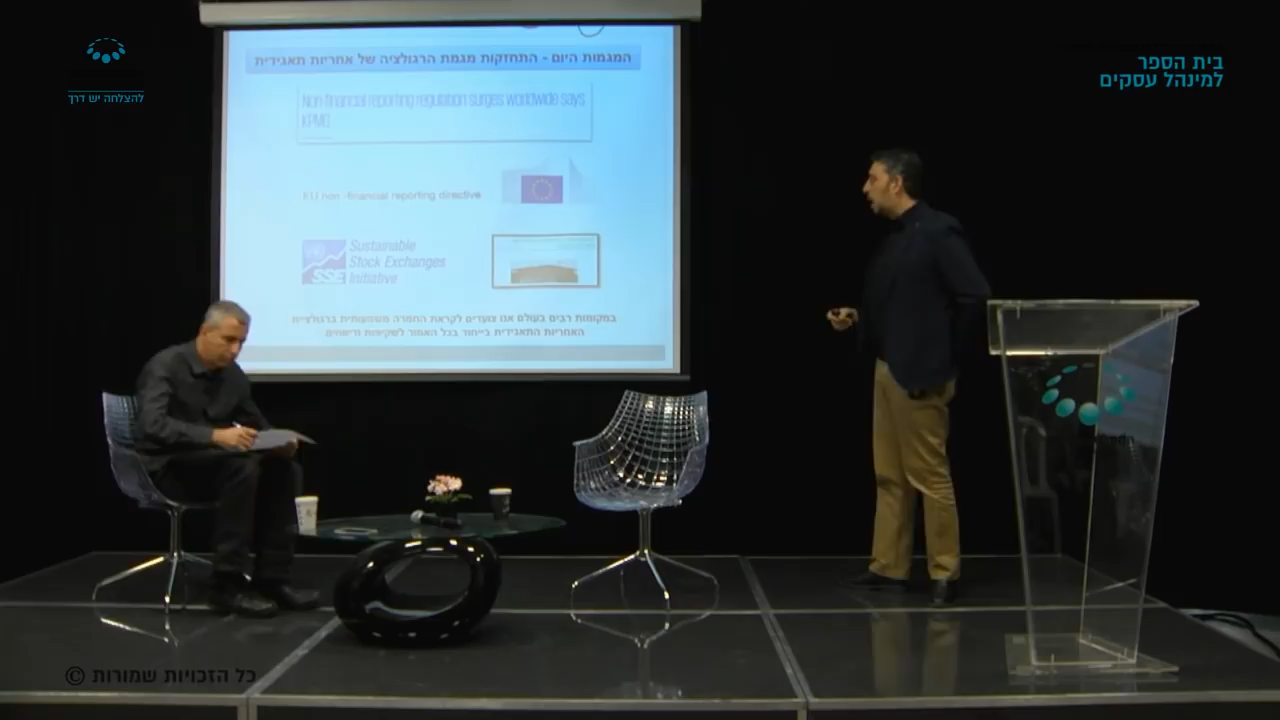 להצלחה יש דרך
בית הספר
למינהל עסקים
המגמות היום - התחזקות מגמת הרגולציה של אחריות תאגידית
Non financial reporting regulation surges worldwide says
KPMG
EU non -financial reporting directive
SSE
Sustainable
Stock Exchanges
Initiative
במקומות רבים בעולם אנו צועדים לקראת החמרה משמעותית ברגולציית
האחריות התאגידית בייחוד בכל האמור לשקיפות ודיווחים
© כל הזכויות שמורות